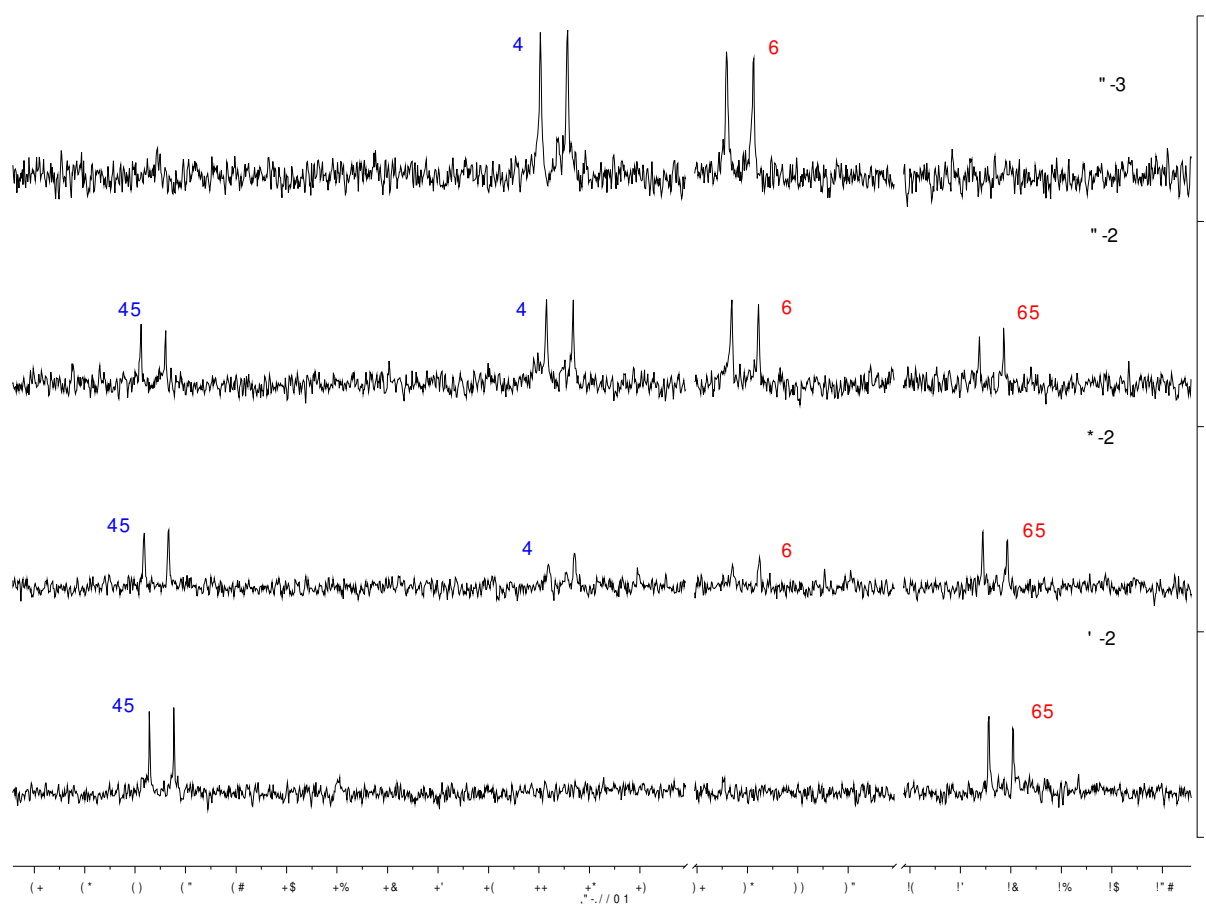 4 6
" -3
" -2
45 4 6 65
* -2
45 4 6 65
' -2
45 65
( + ( * ( ) ( " ( # + $ + % + & + ' + ( + + + * + ) ) + ) * ) ) ) " ! ( ! ' ! & ! % ! $ ! " #
, " - . / / 0 1